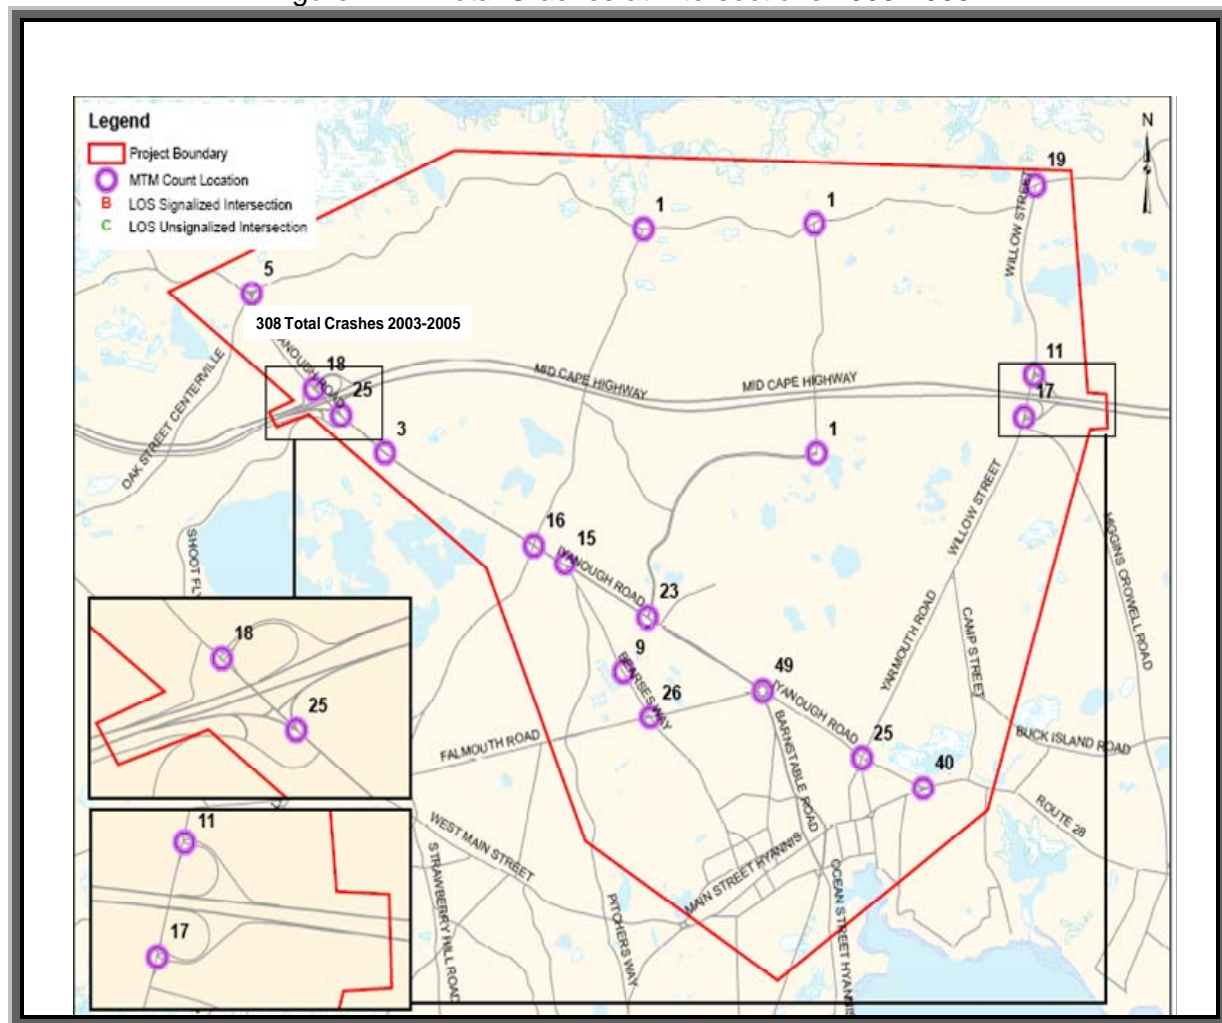 Legend
Project Boundary
MTM Count Location
B LOS Signalized Intersection
C LOS Unsignalized Intersection
N
19
1
1
WILLOW STREET
5
308 Total Crashes 2003-2005
18
25
11
17
MID CAPE HIGHWAY
MID CAPE HIGHWAY
OAK STREET CENTERVILLE
3
1
16
15
IYANOUGH ROAD
WILLOW STREET
HIGGINS CROWELL ROAD
23
9
BEARSES WAY
26
49
IYANOUGH ROAD
YARMOUTH ROAD
CAMP STREET
18
25
FALMOUTH ROAD
BARNSTABLE ROAD
25
40
BUCK ISLAND ROAD
ROUTE 28
11
17
WEST MAIN STREET
STRAWBERRY HILL ROAD
PITCHERS WAY
MAIN STREET HYANNIS
OCEAN STREET HYANNIS